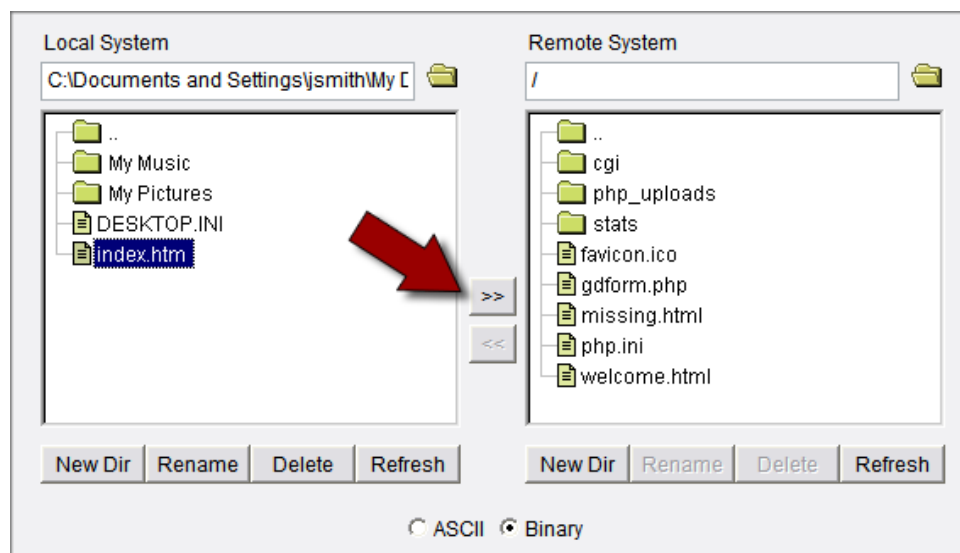 Local System
C:\Documents and Settings\jsmith\My D
..
My Music
My Pictures
DESKTOP.INI
index.htm
New Dir Rename Delete Refresh
>>
<<
Remote System
/
..
cgi
php_uploads
stats
favicon.ico
gdform.php
missing.html
php.ini
welcome.html
New Dir Rename Delete Refresh
ASCII Binary